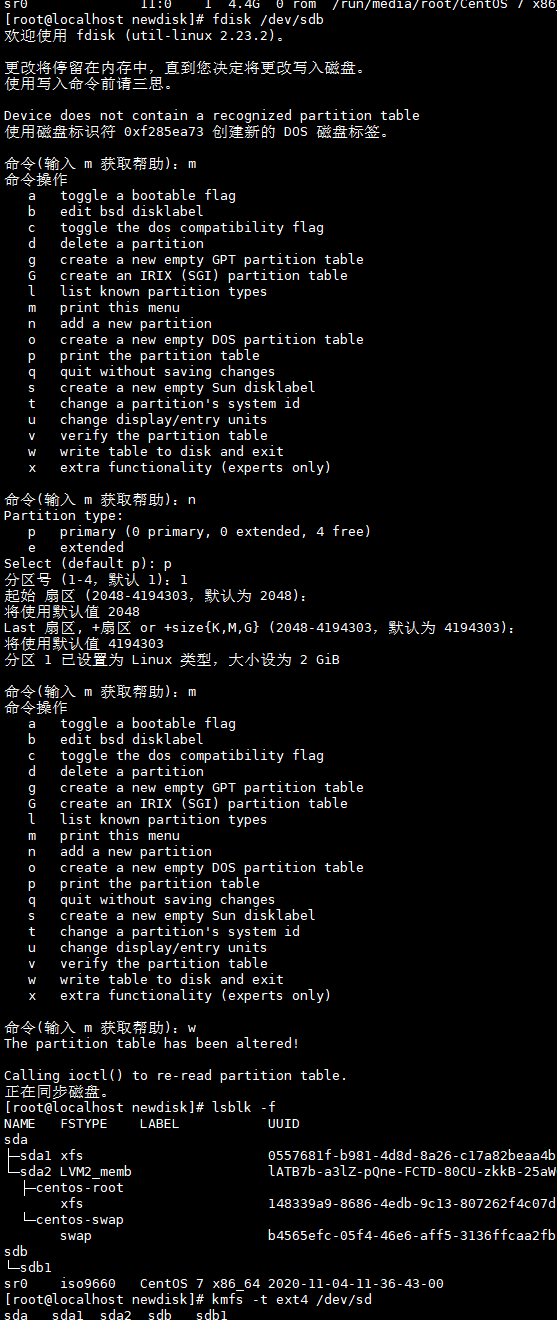 sr0              11:0    1  4.4G  0 rom  /run/media/root/CentOS 7 x86_
[root@localhost newdisk]# fdisk /dev/sdb
欢迎使用 fdisk (util-linux 2.23.2)。
更改将停留在内存中，直到您决定将更改写入磁盘。
使用写入命令前请三思。
Device does not contain a recognized partition table
使用磁盘标识符 0xf285ea73 创建新的 DOS 磁盘标签。
命令(输入 m 获取帮助)：m
命令操作
   a   toggle a bootable flag
   b   edit bsd disklabel
   c   toggle the dos compatibility flag
   d   delete a partition
   g   create a new empty GPT partition table
   G   create an IRIX (SGI) partition table
   l   list known partition types
   m   print this menu
   n   add a new partition
   o   create a new empty DOS partition table
   p   print the partition table
   q   quit without saving changes
   s   create a new empty Sun disklabel
   t   change a partition's system id
   u   change display/entry units
   v   verify the partition table
   w   write table to disk and exit
   x   extra functionality (experts only)
命令(输入 m 获取帮助)：n
Partition type:
   p   primary (0 primary, 0 extended, 4 free)
   e   extended
Select (default p): p
分区号 (1-4，默认 1)：1
起始 扇区 (2048-4194303，默认为 2048)：
将使用默认值 2048
Last 扇区, +扇区 or +size{K,M,G} (2048-4194303，默认为 4194303)：
将使用默认值 4194303
分区 1 已设置为 Linux 类型，大小设为 2 GiB
命令(输入 m 获取帮助)：m
命令操作
   a   toggle a bootable flag
   b   edit bsd disklabel
   c   toggle the dos compatibility flag
   d   delete a partition
   g   create a new empty GPT partition table
   G   create an IRIX (SGI) partition table
   l   list known partition types
   m   print this menu
   n   add a new partition
   o   create a new empty DOS partition table
   p   print the partition table
   q   quit without saving changes
   s   create a new empty Sun disklabel
   t   change a partition's system id
   u   change display/entry units
   v   verify the partition table
   w   write table to disk and exit
   x   extra functionality (experts only)
命令(输入 m 获取帮助)：w
The partition table has been altered!
Calling ioctl() to re-read partition table.
正在同步磁盘。
[root@localhost newdisk]# lsblk -f
NAME   FSTYPE    LABEL           UUID
sda
├─sda1 xfs                       0557681f-b981-4d8d-8a26-c17a82beaa4b
└─sda2 LVM2_memb                 lATB7b-a3lZ-pQne-FCTD-80CU-zkkB-25aW
  ├─centos-root
       xfs                       148339a9-8686-4edb-9c13-807262f4c07d
  └─centos-swap
       swap                      b4565efc-05f4-46e6-aff5-3136ffcaa2fb
sdb
└─sdb1
sr0    iso9660   CentOS 7 x86_64 2020-11-04-11-36-43-00
[root@localhost newdisk]# kmfs -t ext4 /dev/sd
sda   sda1  sda2  sdb   sdb1